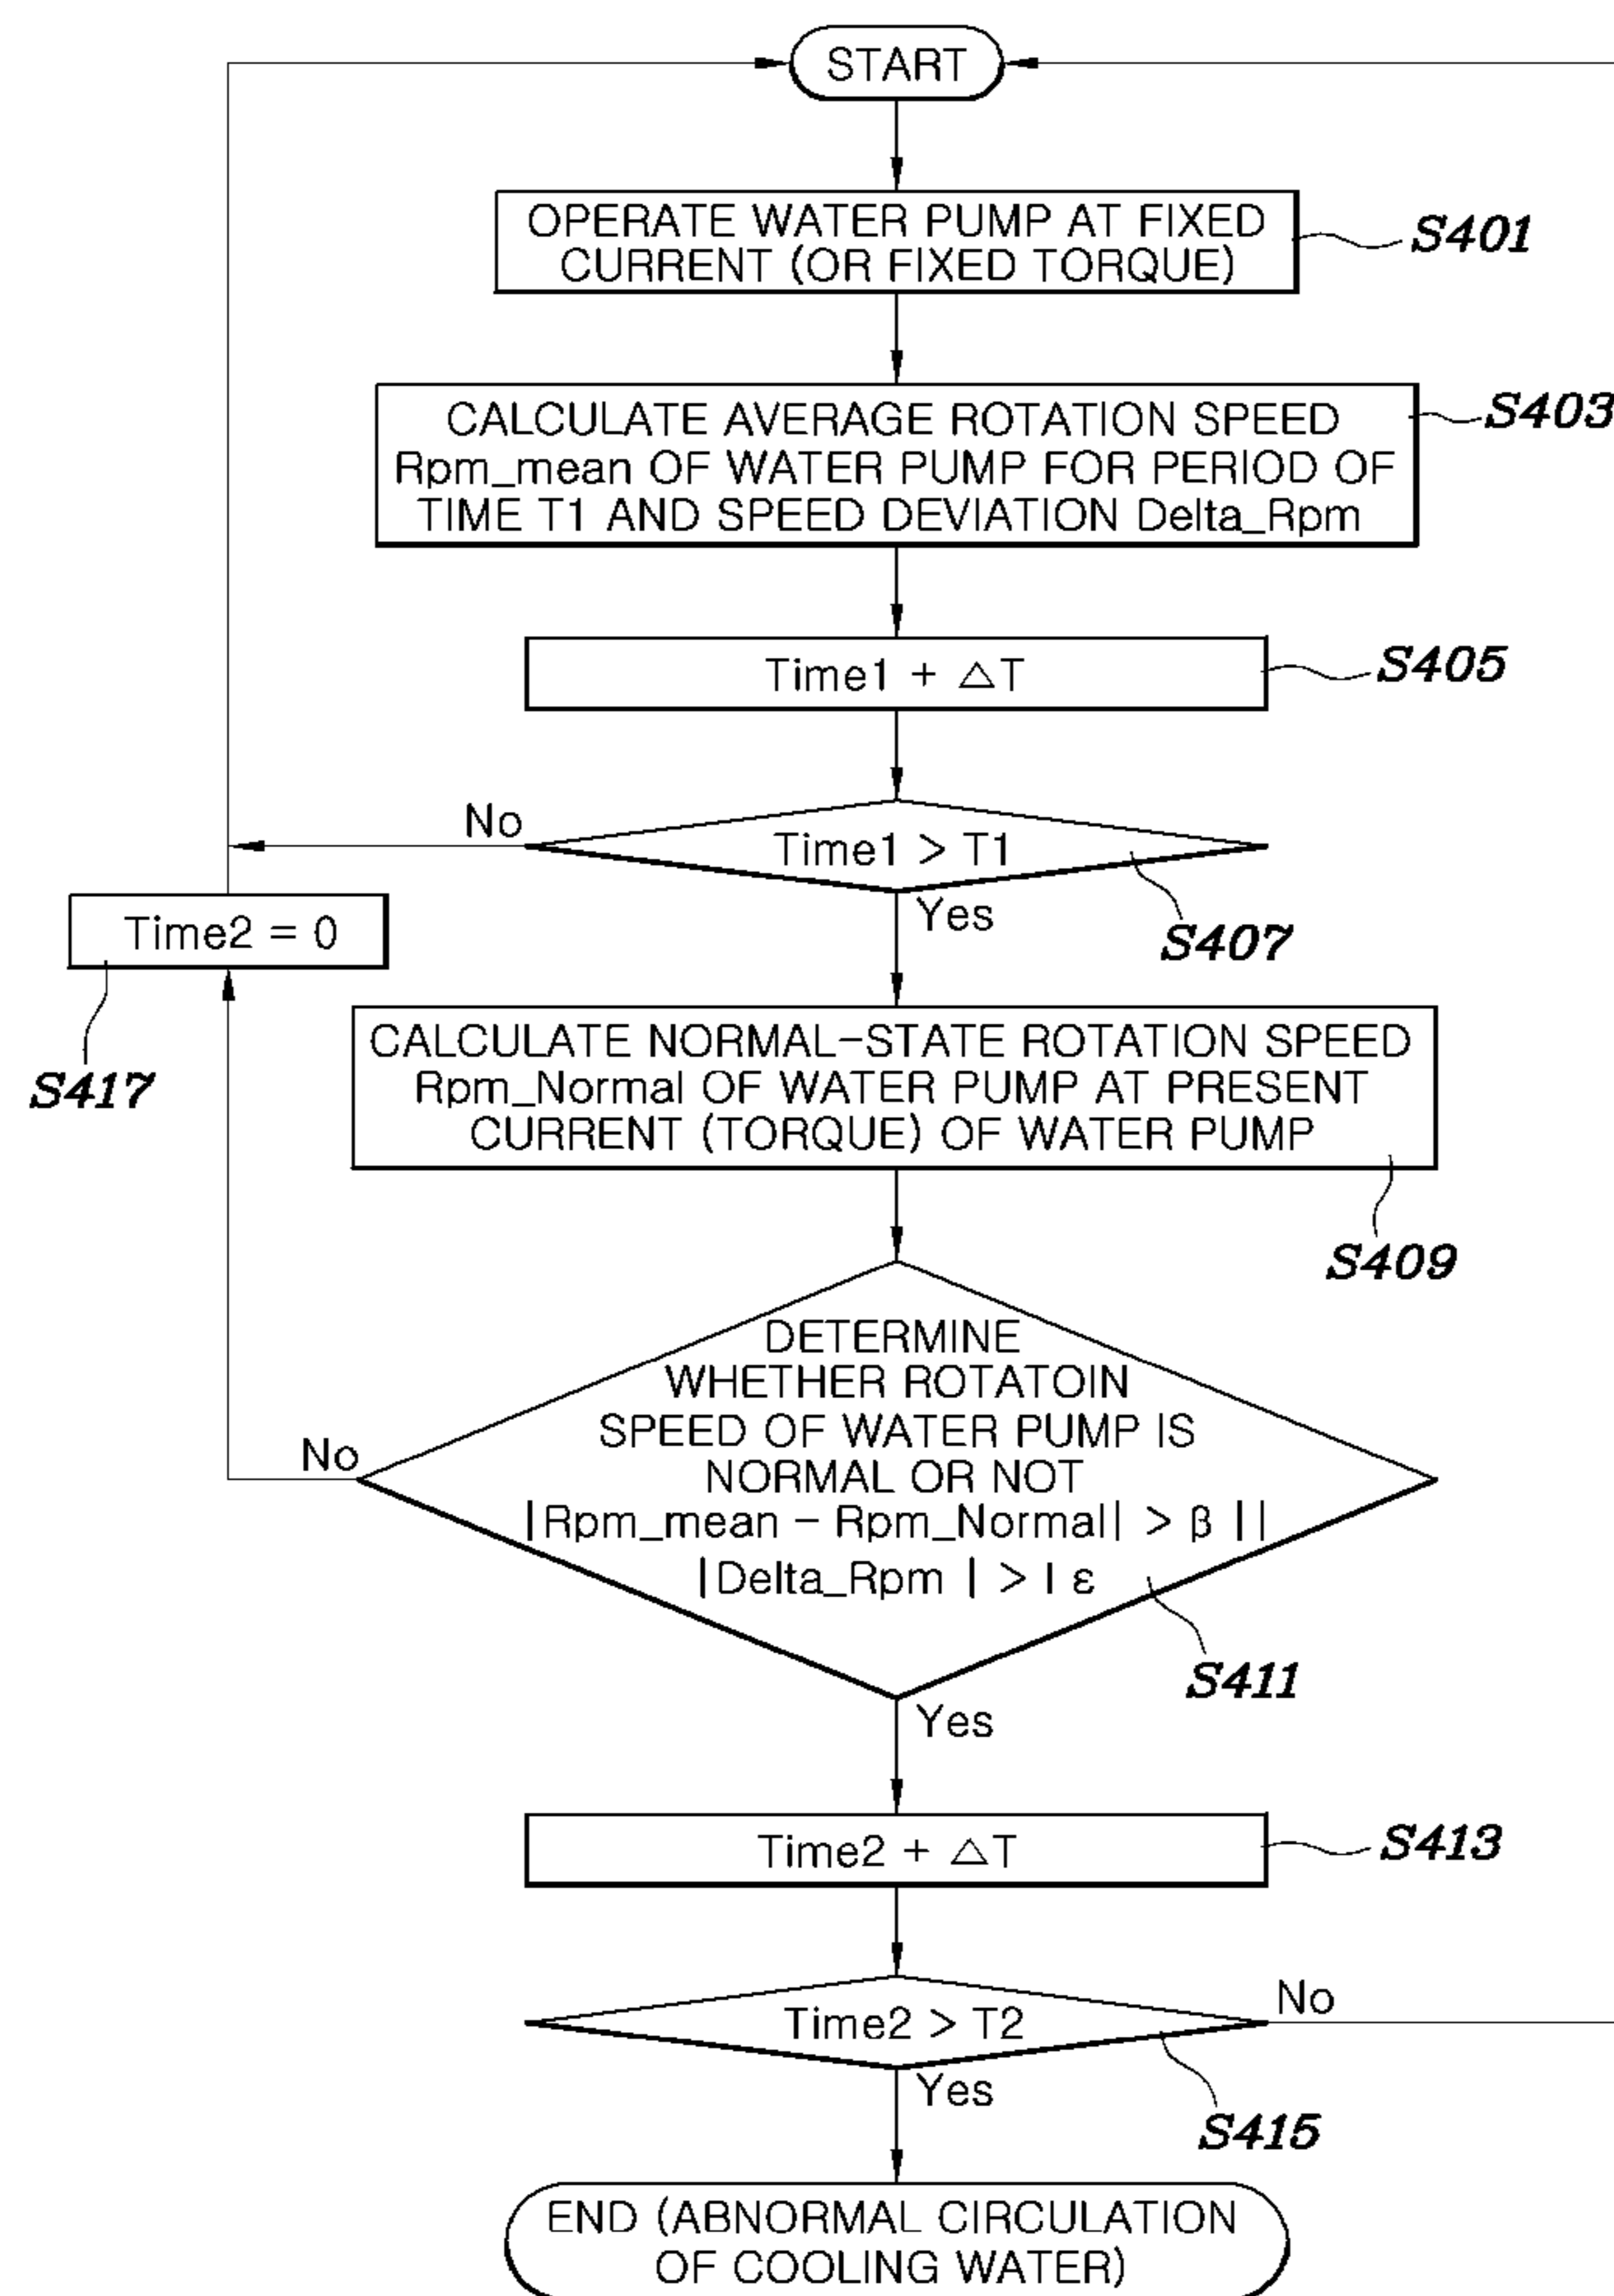 START
OPERATE WATER PUMP AT FIXED
CURRENT (OR FIXED TORQUE)
S401
CALCULATE AVERAGE ROTATION SPEED
Rpm_mean OF WATER PUMP FOR PERIOD OF
TIME T1 AND SPEED DEVIATION Delta_Rpm
S403
Time1 + △T
S405
No
Time1 > T1
Yes
S407
Time2 = 0
S417
CALCULATE NORMAL-STATE ROTATION SPEED
Rpm_Normal OF WATER PUMP AT PRESENT
CURRENT (TORQUE) OF WATER PUMP
S409
DETERMINE
WHETHER ROTATOIN
SPEED OF WATER PUMP IS
NORMAL OR NOT
|Rpm_mean - Rpm_Normal| > β ||
|Delta_Rpm | > | ε
No
S411
Yes
Time2 + △T
S413
Time2 > T2
No
Yes
S415
END (ABNORMAL CIRCULATION
OF COOLING WATER)